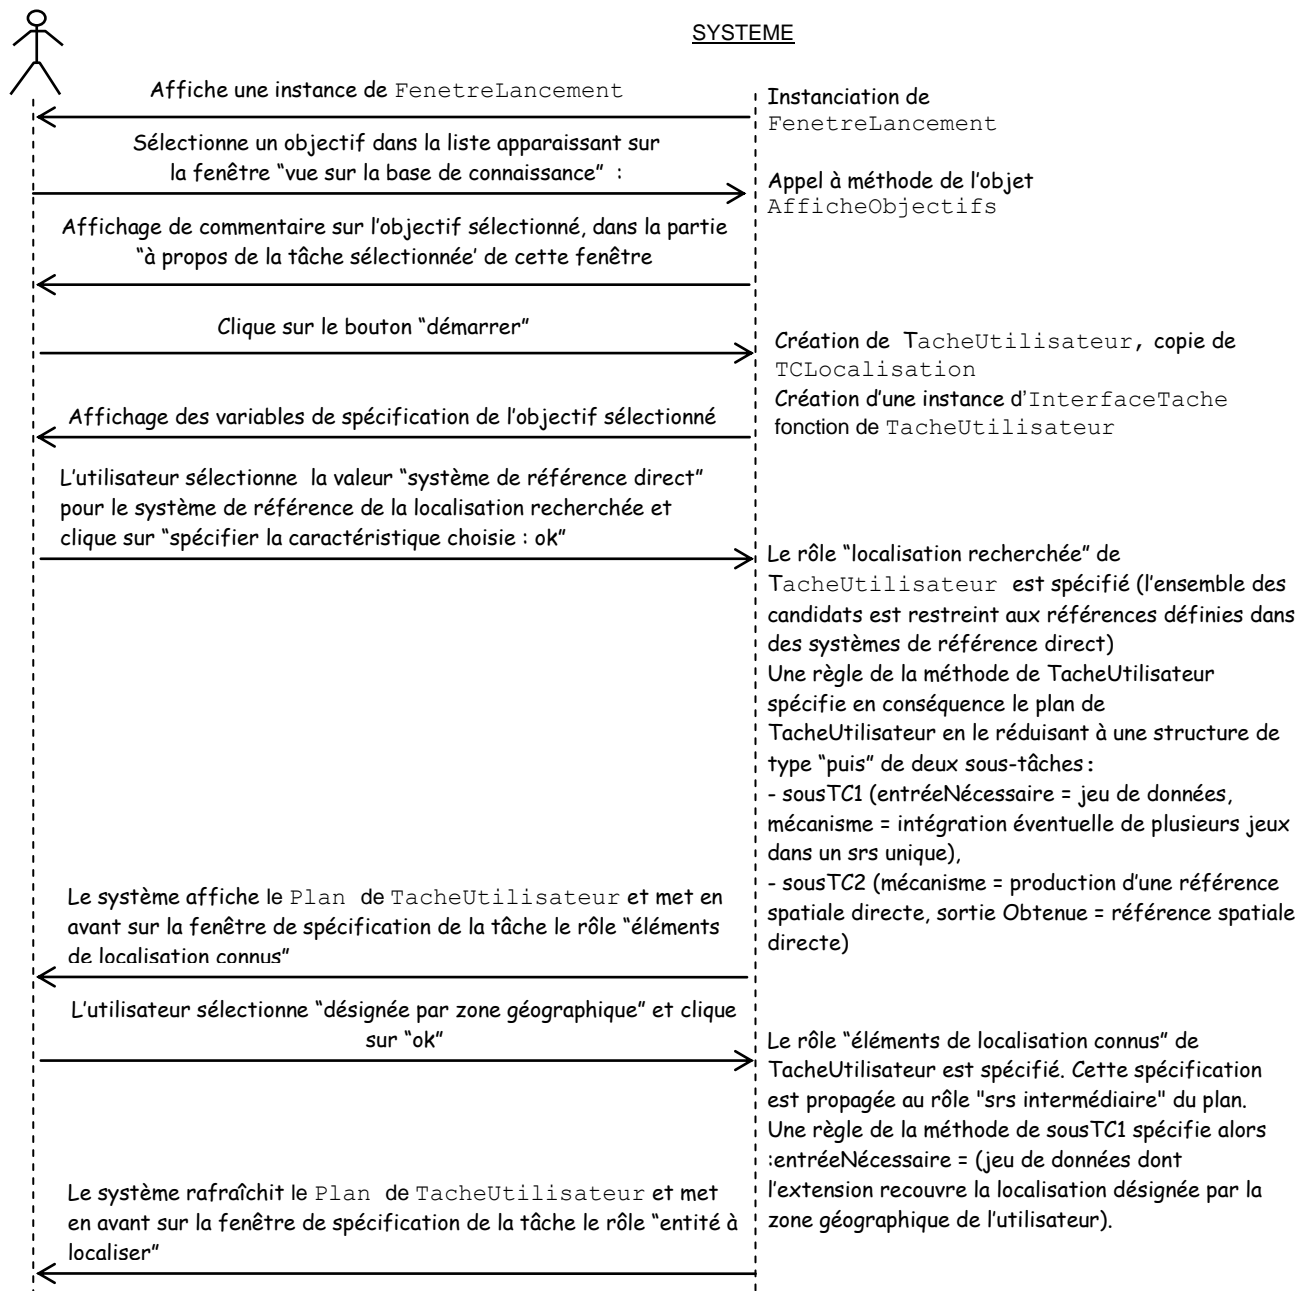 SYSTEME
Affiche une instance de FenetreLancement
Instanciation de
FenetreLancement
Sélectionne un objectif dans la liste apparaissant sur
la fenêtre “vue sur la base de connaissance” :
Appel à méthode de l’objet
AfficheObjectifs
Affichage de commentaire sur l’objectif sélectionné, dans la partie
“à propos de la tâche sélectionnée’ de cette fenêtre
Clique sur le bouton “démarrer”
Création de TacheUtilisateur, copie de
TCLocalisation
Création d’une instance d’InterfaceTache
fonction de TacheUtilisateur
Affichage des variables de spécification de l’objectif sélectionné
L’utilisateur sélectionne la valeur “système de référence direct”
pour le système de référence de la localisation recherchée et
clique sur “spécifier la caractéristique choisie : ok”
Le rôle “localisation recherchée” de
TacheUtilisateur est spécifié (l’ensemble des
candidats est restreint aux références définies dans
des systèmes de référence direct)
Une règle de la méthode de TacheUtilisateur
spécifie en conséquence le plan de
TacheUtilisateur en le réduisant à une structure de
type “puis” de deux sous-tâches :
- sousTC1 (entréeNécessaire = jeu de données,
mécanisme = intégration éventuelle de plusieurs jeux
dans un srs unique),
- sousTC2 (mécanisme = production d’une référence
spatiale directe, sortie Obtenue = référence spatiale
directe)
Le système affiche le Plan de TacheUtilisateur et met en
avant sur la fenêtre de spécification de la tâche le rôle “éléments
de localisation connus”
L’utilisateur sélectionne “désignée par zone géographique” et clique
sur “ok”
Le rôle “éléments de localisation connus” de
TacheUtilisateur est spécifié. Cette spécification
est propagée au rôle "srs intermédiaire" du plan.
Une règle de la méthode de sousTC1 spécifie alors
:entréeNécessaire = (jeu de données dont
l’extension recouvre la localisation désignée par la
zone géographique de l’utilisateur).
Le système rafraîchit le Plan de TacheUtilisateur et met
en avant sur la fenêtre de spécification de la tâche le rôle “entité à
localiser”